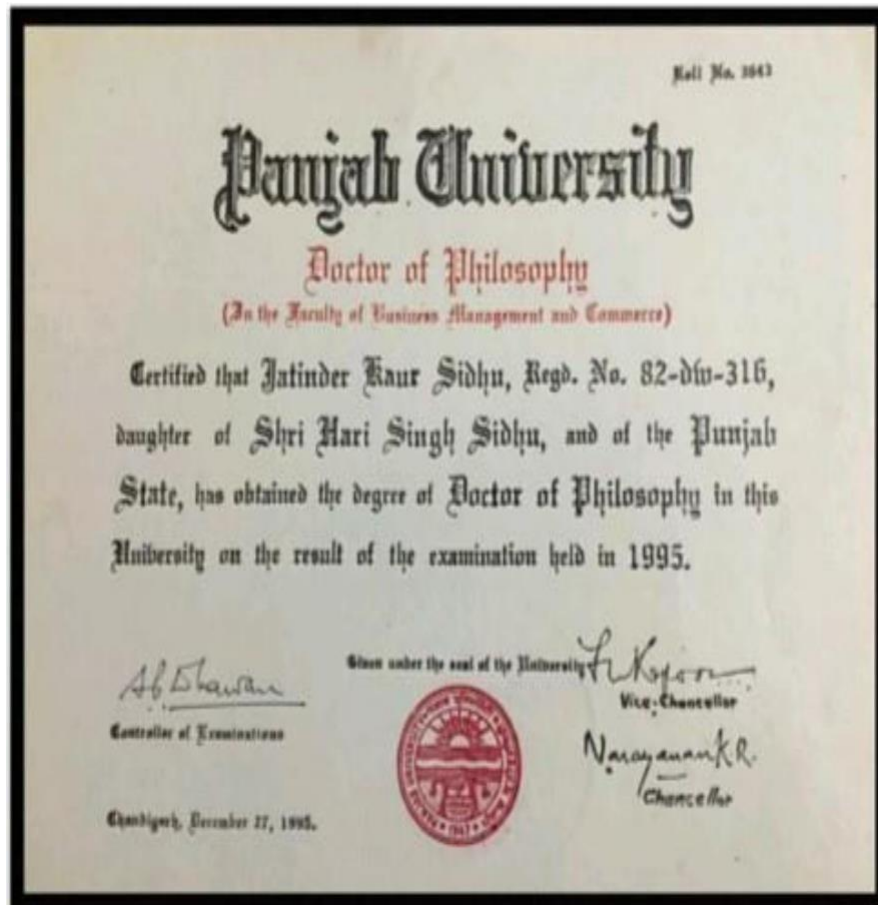 Roll No. 3643
Panjab University
Doctor of Philosophy
(In the Faculty of Business Management and Commerce)
Certified that Jatinder Kaur Sidhu, Regd. No. 82-dw-316,
daughter of Shri Hari Singh Sidhu, and of the Punjab
State, has obtained the degree of Doctor of Philosophy in this
University on the result of the examination held in 1995.
Given under the seal of the University
Vice-Chancellor
Controller of Examinations
Narayanan K.R.
Chancellor
Chandigarh, December 27, 1995.